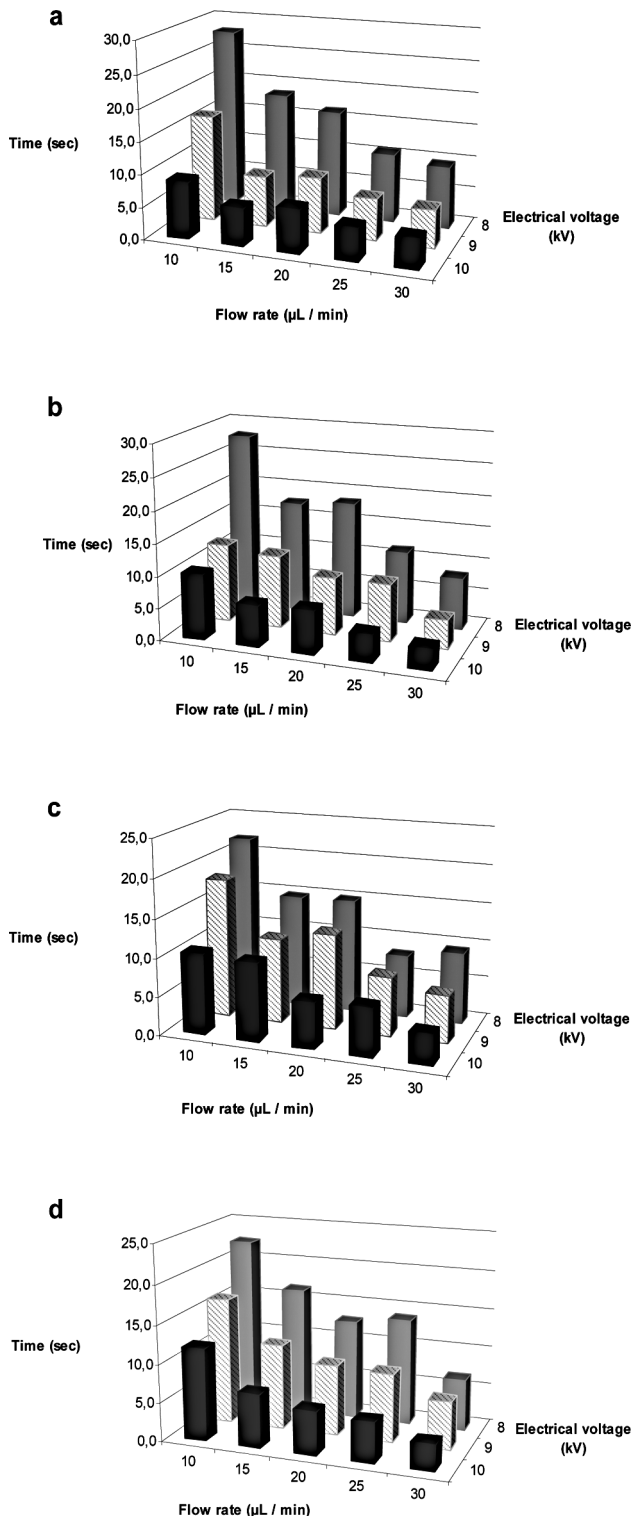 a
30,0
25,0
20,0
Time (sec)
15,0
10,0
5,0
0,0
10
15
20
25
30
8
9
10
Electrical voltage
(kV)
Flow rate (µL / min)
b
30,0
25,0
20,0
Time (sec)
15,0
10,0
5,0
0,0
10
15
20
25
30
8
9
10
Electrical voltage
(kV)
Flow rate (µL / min)
c
25,0
20,0
15,0
Time (sec)
10,0
5,0
0,0
10
15
20
25
30
8
9
10
Electrical voltage
(kV)
Flow rate (µL / min)
d
25,0
20,0
15,0
Time (sec)
10,0
5,0
0,0
10
15
20
25
30
8
9
10
Electrical voltage
(kV)
Flow rate (µL / min)